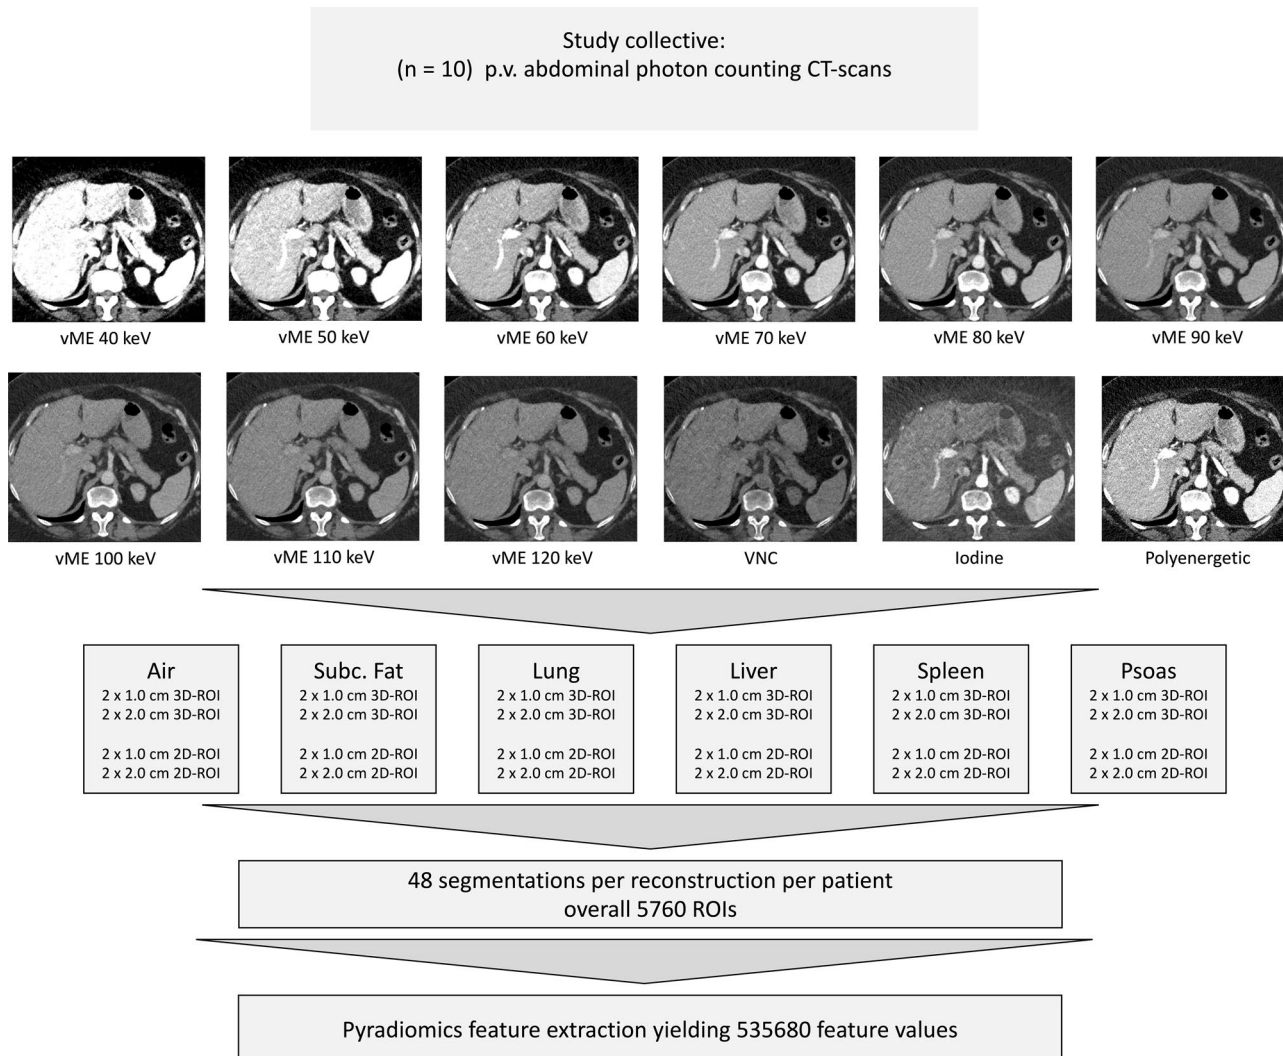 Study collective:
(n = 10)  p.v. abdominal photon counting CT-scans
vME 40 keV
vME 50 keV
vME 60 keV
vME 70 keV
vME 80 keV
vME 90 keV
vME 100 keV
vME 110 keV
vME 120 keV
VNC
Iodine
Polyenergetic
Air
2 x 1.0 cm 3D-ROI
2 x 2.0 cm 3D-ROI
2 x 1.0 cm 2D-ROI
2 x 2.0 cm 2D-ROI
Subc. Fat
2 x 1.0 cm 3D-ROI
2 x 2.0 cm 3D-ROI
2 x 1.0 cm 2D-ROI
2 x 2.0 cm 2D-ROI
Lung
2 x 1.0 cm 3D-ROI
2 x 2.0 cm 3D-ROI
2 x 1.0 cm 2D-ROI
2 x 2.0 cm 2D-ROI
Liver
2 x 1.0 cm 3D-ROI
2 x 2.0 cm 3D-ROI
2 x 1.0 cm 2D-ROI
2 x 2.0 cm 2D-ROI
Spleen
2 x 1.0 cm 3D-ROI
2 x 2.0 cm 3D-ROI
2 x 1.0 cm 2D-ROI
2 x 2.0 cm 2D-ROI
Psoas
2 x 1.0 cm 3D-ROI
2 x 2.0 cm 3D-ROI
2 x 1.0 cm 2D-ROI
2 x 2.0 cm 2D-ROI
48 segmentations per reconstruction per patient
overall 5760 ROIs
Pyradiomics feature extraction yielding 535680 feature values